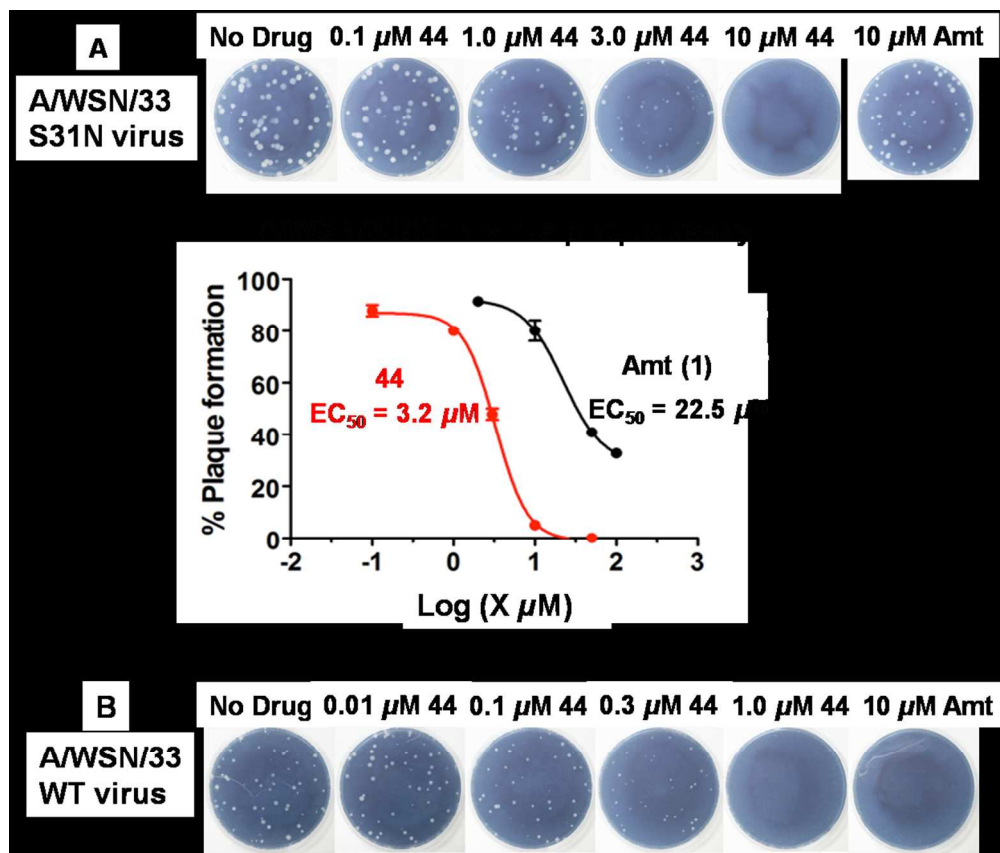 A
A/WSN/33
S31N virus
No Drug 0.1 µM 44 1.0 µM 44 3.0 µM 44 10 µM 44 10 µM Amt
% Plaque formation
100
80
60
40
20
0
44
EC50 = 3.2 µM
Amt (1)
EC50 = 22.5 µ
-2 -1 0 1 2 3
Log (X µM)
B
A/WSN/33
WT virus
No Drug 0.01 µM 44 0.1 µM 44 0.3 µM 44 1.0 µM 44 10 µM Amt